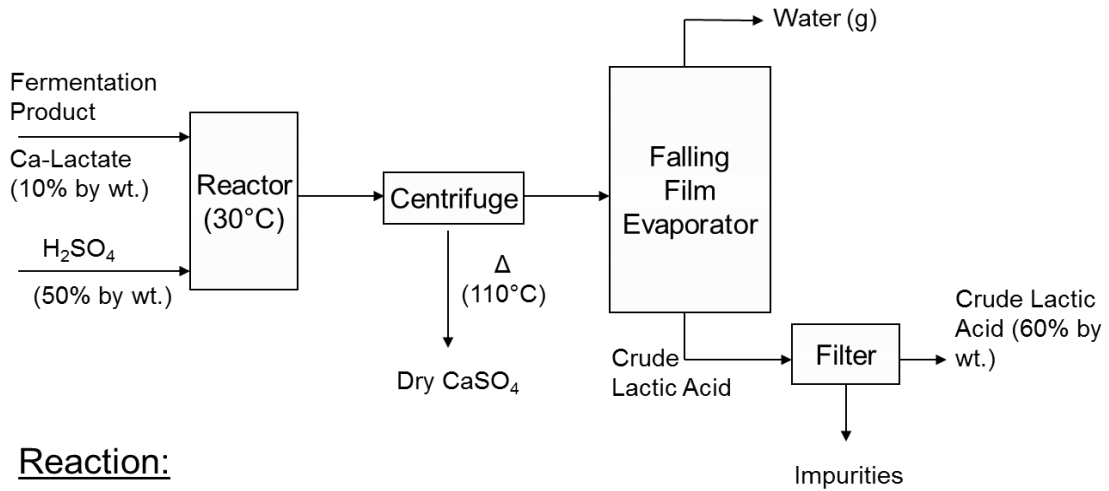 Water (g)
Fermentation
Product
Ca-Lactate
(10% by wt.)
H₂SO₄
(50% by wt.)
Reactor
(30°C)
Centrifuge
Δ
(110°C)
Dry CaSO₄
Falling
Film
Evaporator
Crude
Lactic Acid
Filter
Crude Lactic
Acid (60% by
wt.)
Impurities
Reaction: